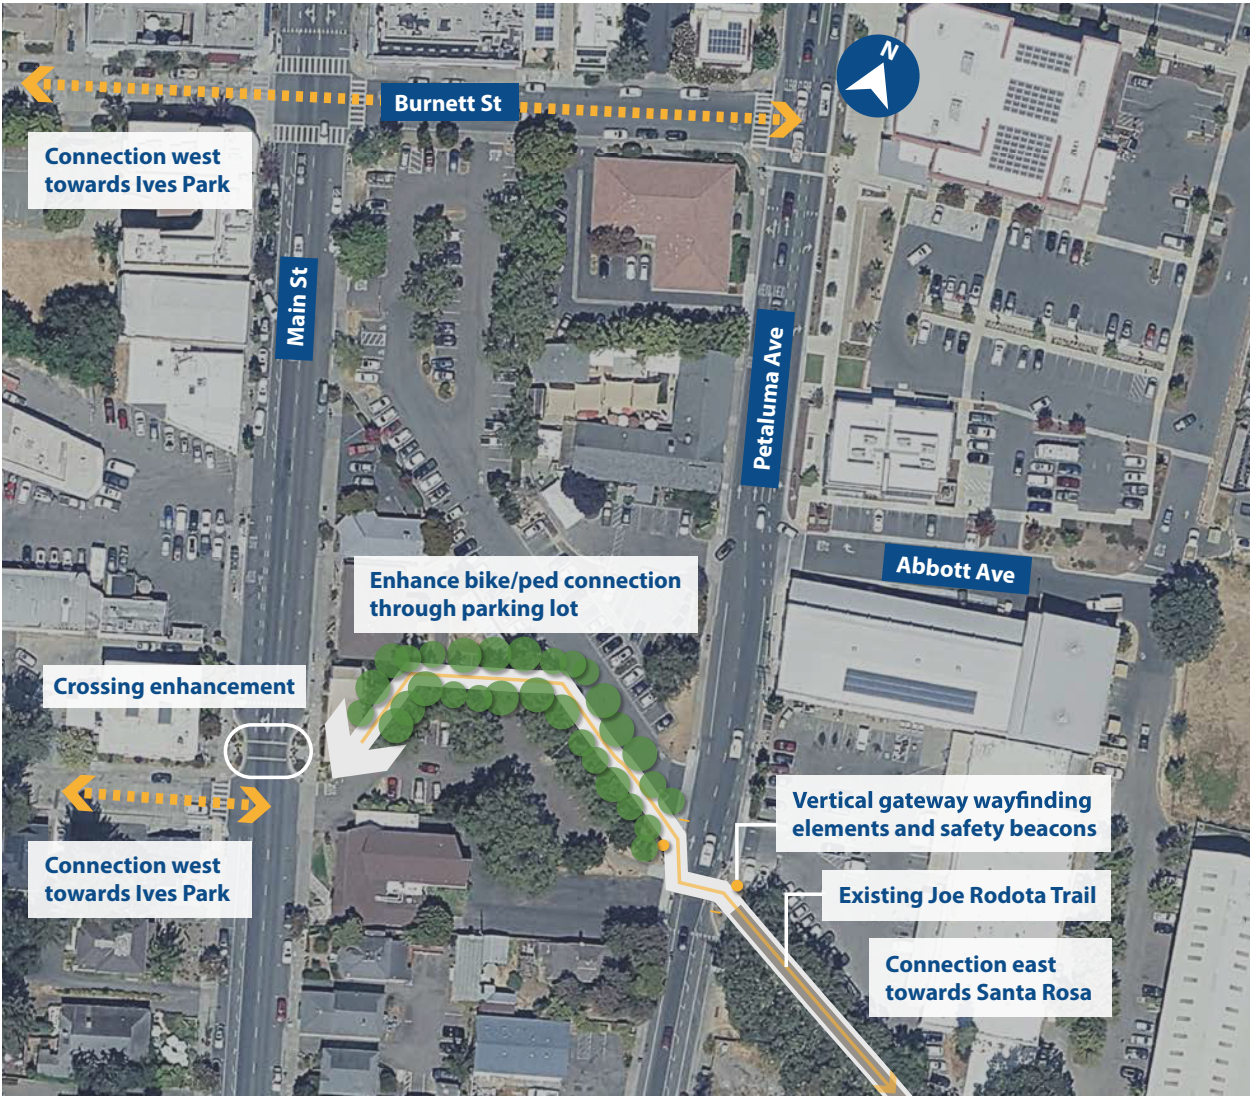 N
Burnett St
Connection west
towards Ives Park
Main St
Petaluma Ave
Abbott Ave
Enhance bike/ped connection
through parking lot
Crossing enhancement
Vertical gateway wayfinding
elements and safety beacons
Connection west
towards Ives Park
Existing Joe Rodota Trail
Connection east
towards Santa Rosa